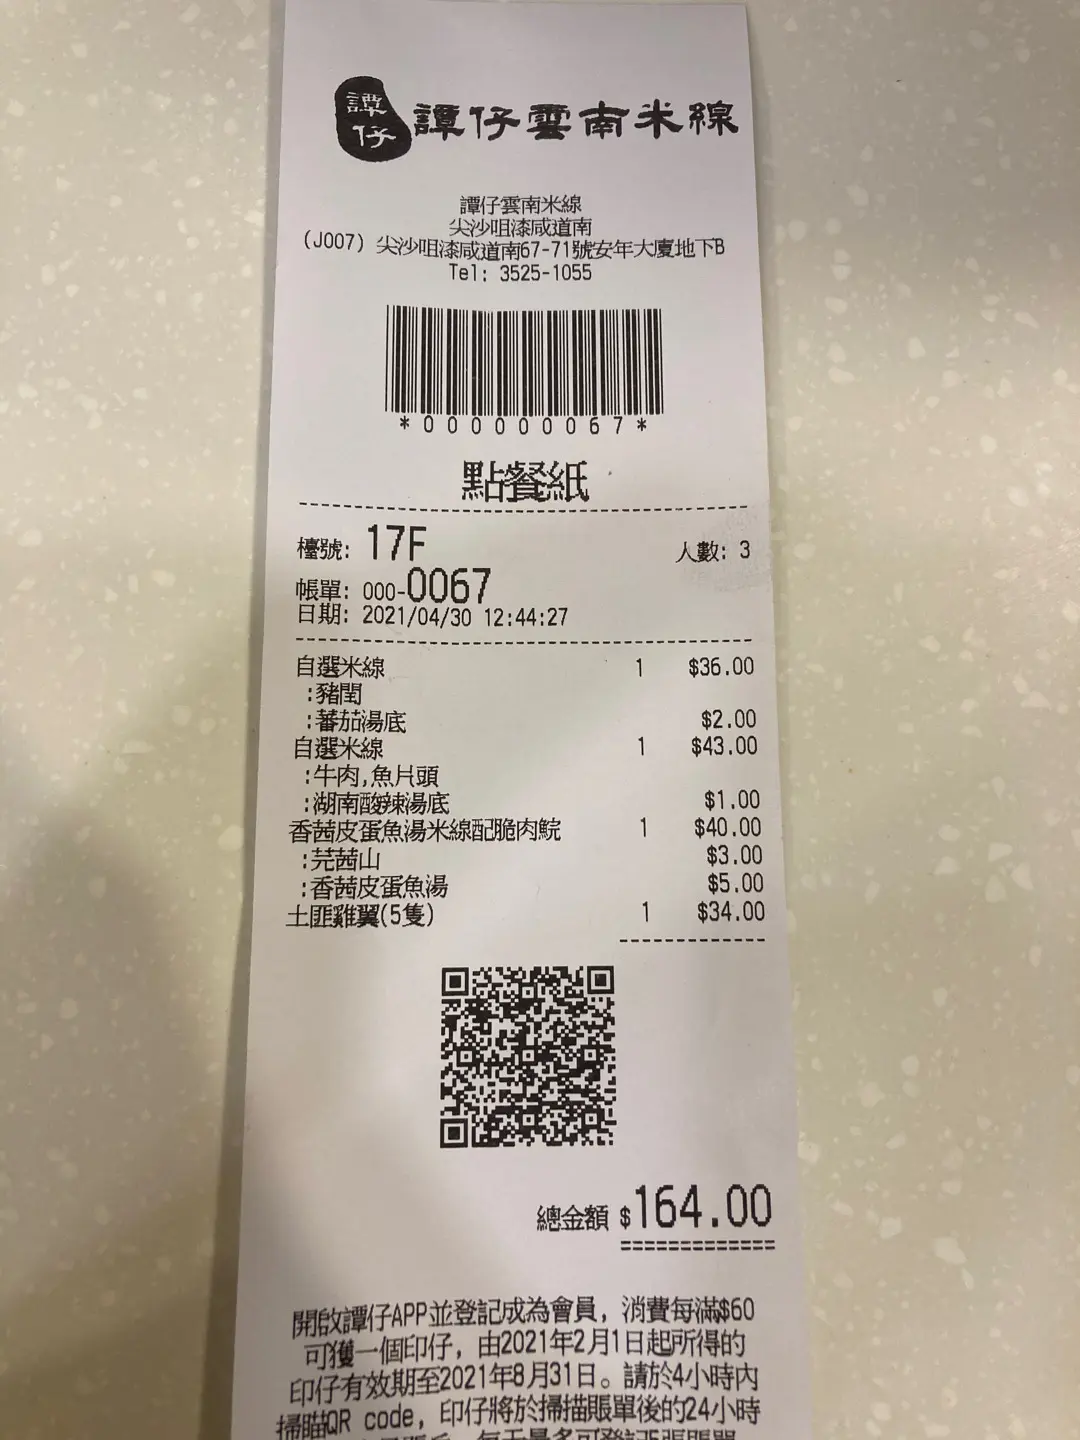 譚仔
譚仔雲南米線
譚仔雲南米線
尖沙咀漆咸道南
(J007) 尖沙咀漆咸道南67-71號安年大廈地下B
Tel: 3525-1055
*000000067*
點餐紙
檯號: 17F 人數: 3
帳單: 000-0067
日期: 2021/04/30 12:44:27
自選米線 1 $36.00
:豬閏
:蕃茄湯底 $2.00
自選米線 1 $43.00
:牛肉,魚片頭
:湖南酸辣湯底 $1.00
香茜皮蛋魚湯米線配脆肉鯇 1 $40.00
:芫茜山 $3.00
:香茜皮蛋魚湯 $5.00
土匪雞翼(5隻) 1 $34.00
總金額 $164.00
開啟譚仔APP並登記成為會員, 消費每滿$60
可獲一個印仔, 由2021年2月1日起所得的
印仔有效期至2021年8月31日。請於4小時內
掃瞄QR code, 印仔將於掃描賬單後的24小時